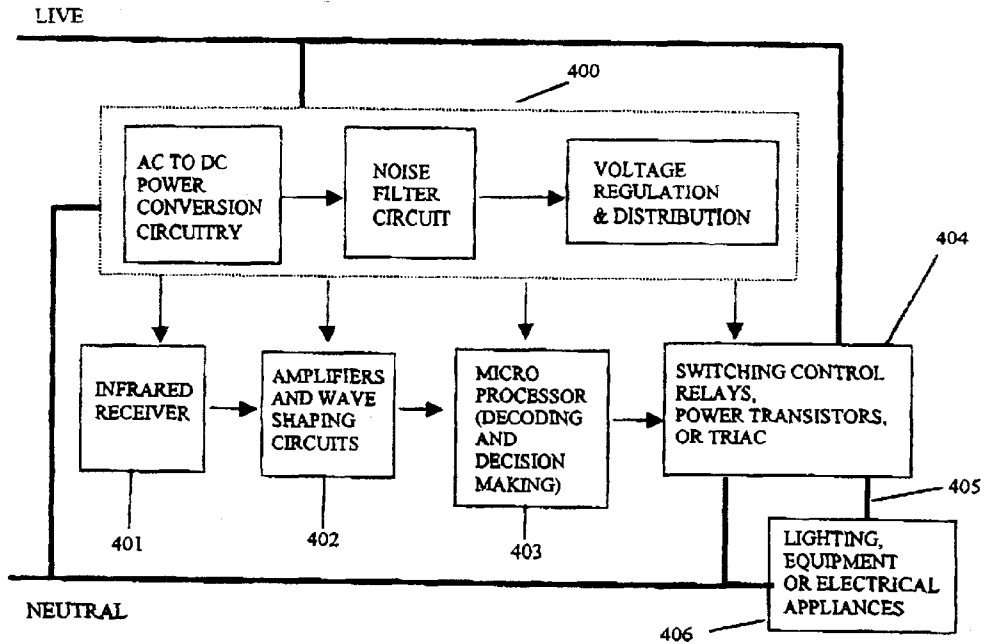 LIVE
400
AC TO DC
POWER
CONVERSION
CIRCUITRY
NOISE
FILTER
CIRCUIT
VOLTAGE
REGULATION
& DISTRIBUTION
404
INFRARED
RECEIVER
AMPLIFIERS
AND WAVE
SHAPING
CIRCUITS
MICRO
PROCESSOR
(DECODING
AND
DECISION
MAKING)
SWITCHING CONTROL
RELAYS,
POWER TRANSISTORS,
OR TRIAC
401
402
403
405
LIGHTING,
EQUIPMENT
OR ELECTRICAL
APPLIANCES
NEUTRAL
406